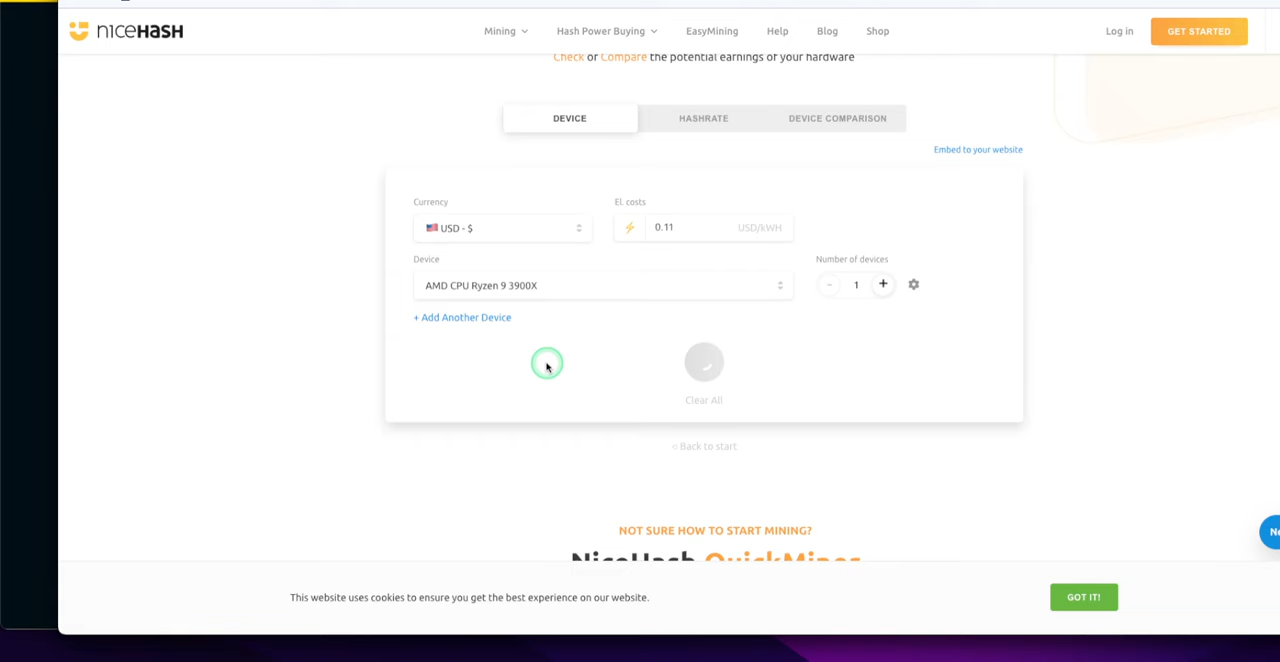 nıceHASH
Mining
Hash Power Buying
EasyMining
Help
Blog
Shop
Log in
GET STARTED
Check or Compare the potential earnings of your hardware
DEVICE
HASHRATE
DEVICE COMPARISON
Embed to your website
Currency
El. costs
USD - $
0.11
USD/kWH
Device
Number of devices
AMD CPU Ryzen 9 3900X
- 1 +
+ Add Another Device
Clear All
‹ Back to start
NOT SURE HOW TO START MINING?
NiceHash QuickMiner
This website uses cookies to ensure you get the best experience on our website.
GOT IT!